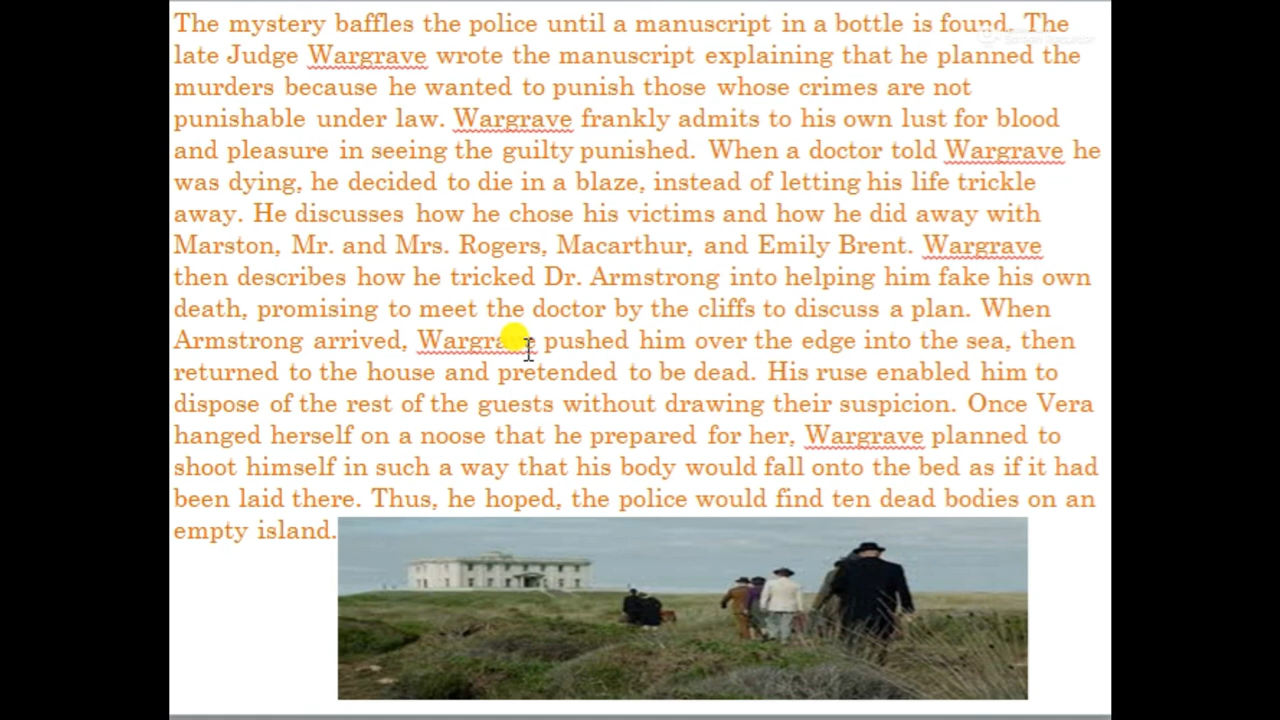 The mystery baffles the police until a manuscript in a bottle is found. The
late Judge Wargrave wrote the manuscript explaining that he planned the
murders because he wanted to punish those whose crimes are not
punishable under law. Wargrave frankly admits to his own lust for blood
and pleasure in seeing the guilty punished. When a doctor told Wargrave he
was dying, he decided to die in a blaze, instead of letting his life trickle
away. He discusses how he chose his victims and how he did away with
Marston, Mr. and Mrs. Rogers, Macarthur, and Emily Brent. Wargrave
then describes how he tricked Dr. Armstrong into helping him fake his own
death, promising to meet the doctor by the cliffs to discuss a plan. When
Armstrong arrived, Wargrave pushed him over the edge into the sea, then
returned to the house and pretended to be dead. His ruse enabled him to
dispose of the rest of the guests without drawing their suspicion. Once Vera
hanged herself on a noose that he prepared for her, Wargrave planned to
shoot himself in such a way that his body would fall onto the bed as if it had
been laid there. Thus, he hoped, the police would find ten dead bodies on an
empty island.